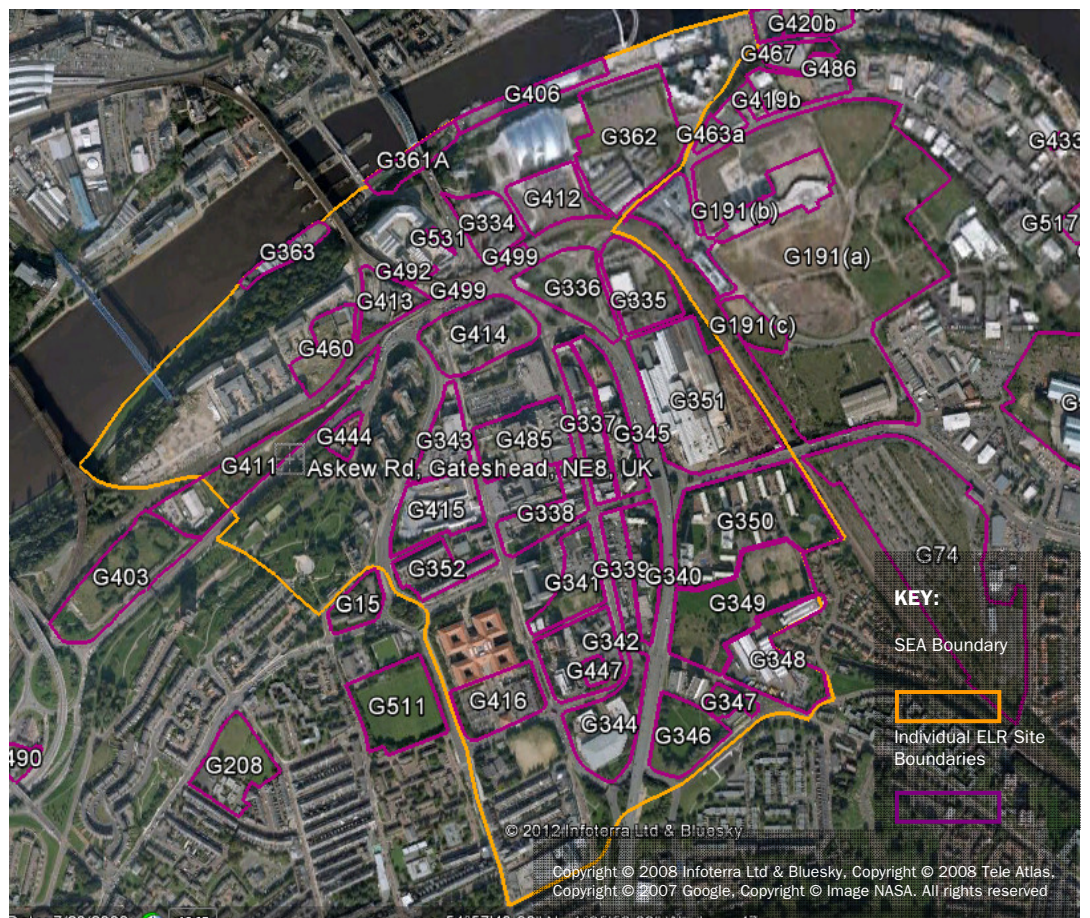 G420b
G467
G486
G406
G419b
G362
G463a
G433
G361A
G412
G191(b)
G517
G334
G531
G363
G499
G191(a)
G492
G336
G499
G413
G335
G191(c)
G414
G460
G351
G337
G444
G343
G485
G345
G411
Askew Rd, Gateshead, NE8, UK
G415
G338
G350
G74
G352
G403
G341
G339
G340
KEY:
G15
G349
G342
SEA Boundary
G348
G447
G416
G347
G511
G344
G346
Individual ELR Site
Boundaries
490
G208
© 2012 Infoterra Ltd & Bluesky
Copyright © 2008 Infoterra Ltd & Bluesky, Copyright © 2008 Tele Atlas,
Copyright © 2007 Google, Copyright © Image NASA. All rights reserved